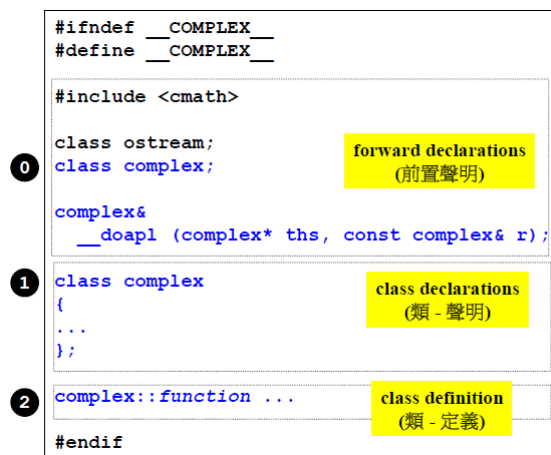 #ifndef __COMPLEX__
#define __COMPLEX__
#include <cmath>
class ostream;
0
class complex;
forward declarations
(前置聲明)
complex&
__doapl (complex* ths, const complex& r);
1
class complex
{
...
};
class declarations
(類 - 聲明)
2
complex::function ...
class definition
(類 - 定義)
#endif